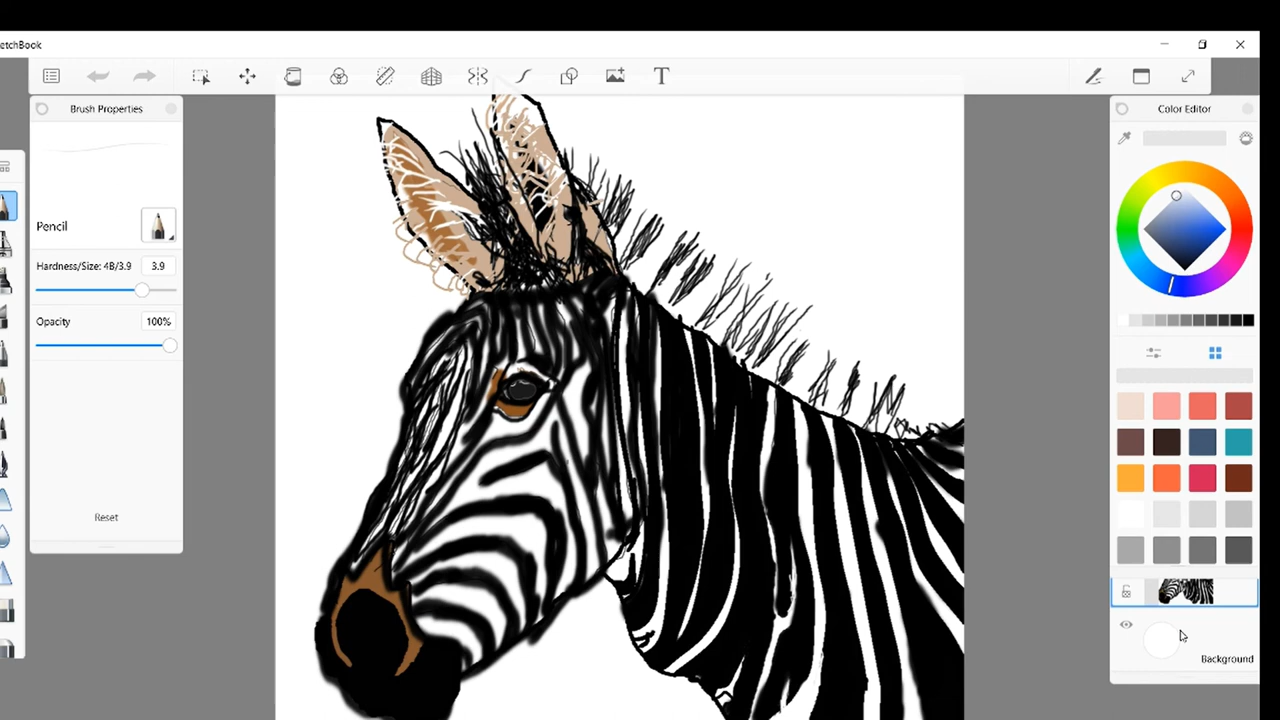 etchBook
T
Brush Properties
Color Editor
Pencil
Hardness/Size: 4B/3.9
3.9
Opacity
100%
Reset
Background